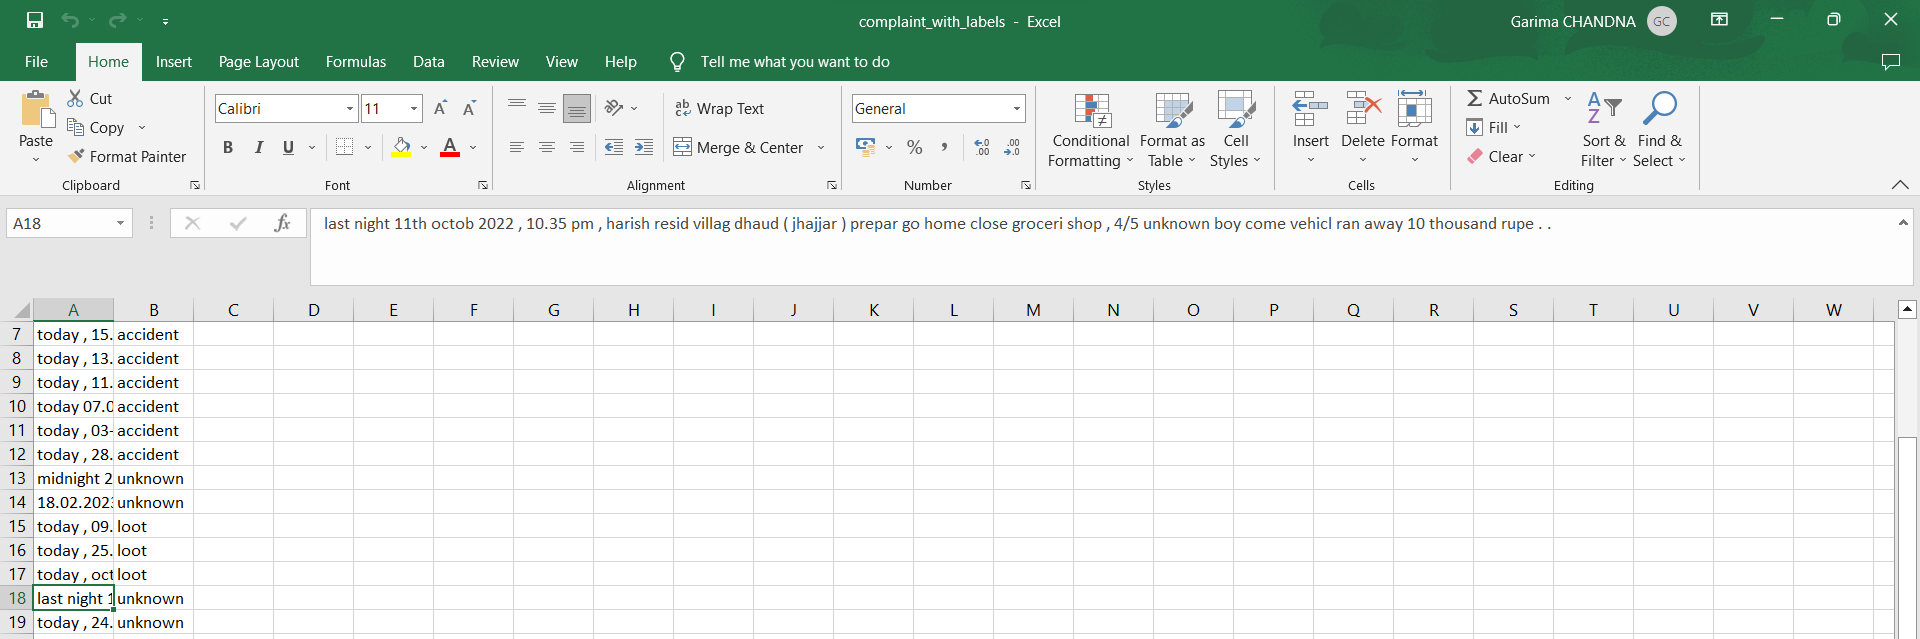 complaint_with_labels - Excel
Garima CHANDNA GC
File Home Insert Page Layout Formulas Data Review View Help Tell me what you want to do
Paste
Cut
Copy
Format Painter
Clipboard
Calibri 11 A A
B I U A
Font
ab Wrap Text
Merge & Center
Alignment
General
% ,
Number
Conditional Formatting
Format as Table
Cell Styles
Styles
Insert
Delete
Format
Cells
AutoSum
Fill
Clear
Sort & Filter
Find & Select
Editing
A18 fx last night 11th octob 2022 , 10.35 pm , harish resid villag dhaud ( jhajjar ) prepar go home close groceri shop , 4/5 unknown boy come vehicl ran away 10 thousand rupe . .
A B C D E F G H I J K L M N O P Q R S T U V W
7 today , 15. accident
8 today , 13. accident
9 today , 11. accident
10 today 07.0 accident
11 today , 03- accident
12 today , 28. accident
13 midnight 2 unknown
14 18.02.2023 unknown
15 today , 09. loot
16 today , 25. loot
17 today , oct loot
18 last night 1 unknown
19 today , 24. unknown